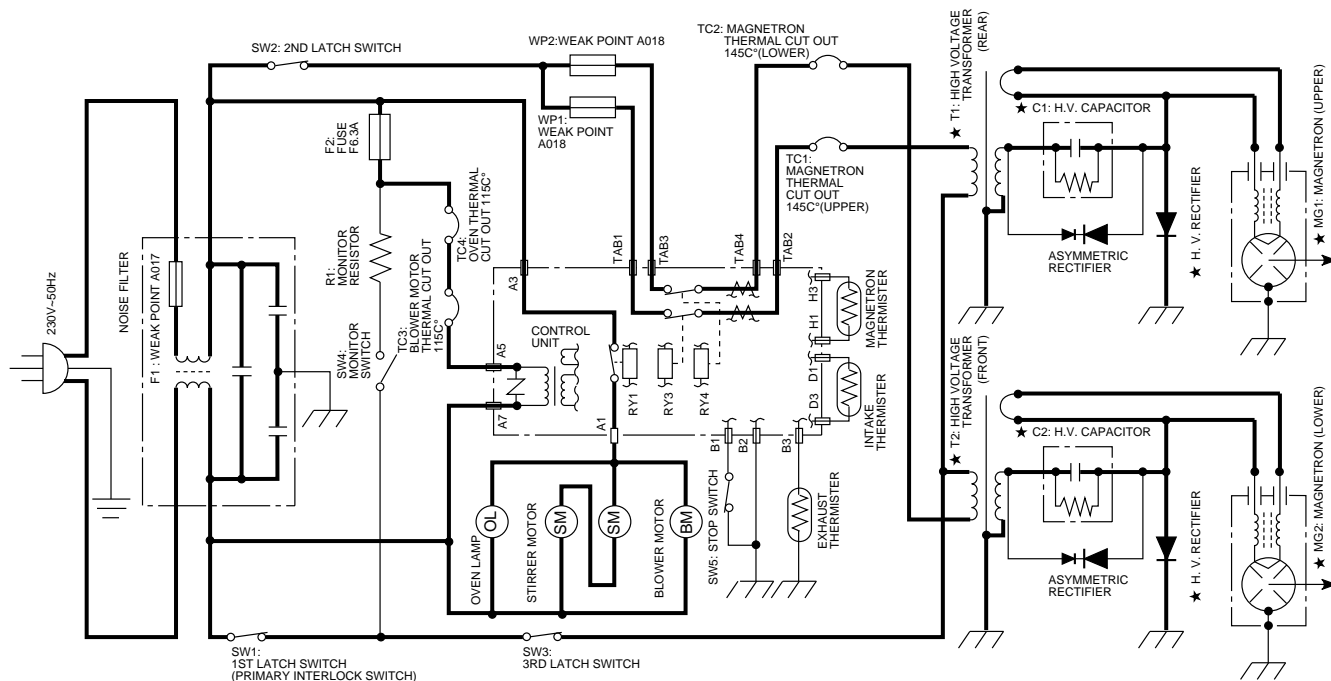 SW2: 2ND LATCH SWITCH
WP2:WEAK POINT A018
TC2: MAGNETRON
THERMAL CUT OUT
145C°(LOWER)
T1: HIGH VOLTAGE
TRANSFORMER
(REAR)
★
C1: H.V. CAPACITOR
★
WP1:
WEAK POINT
A018
F2:
FUSE
F6.3A
TC1:
MAGNETRON
THERMAL
CUT OUT
145C°(UPPER)
ASYMMETRIC
RECTIFIER
H. V. RECTIFIER
★
MG1: MAGNETRON (UPPER)
★
230V~50Hz
NOISE FILTER
F1 : WEAK POINT A017
R1:
MONITOR
RESISTOR
SW4:
MONITOR
SWITCH
TC4:
OVEN THERMAL
CUT OUT 115C°
TC3:
BLOWER MOTOR
THERMAL CUT OUT
115C°
A3
TAB1
TAB3
TAB4
TAB2
H3
H1
MAGNETRON
THERMISTER
CONTROL
UNIT
A5
A7
A1
RY1
RY3
RY4
D1
D3
INTAKE
THERMISTER
B1
B2
B3
T2: HIGH VOLTAGE
TRANSFORMER
(FRONT)
★
C2: H.V. CAPACITOR
★
OL
SM
SM
BM
OVEN LAMP
STIRRER MOTOR
BLOWER MOTOR
SW5: STOP SWITCH
EXHAUST
THERMISTER
ASYMMETRIC
RECTIFIER
H. V. RECTIFIER
★
MG2: MAGNETRON (LOWER)
★
SW1:
1ST LATCH SWITCH
(PRIMARY INTERLOCK SWITCH)
SW3:
3RD LATCH SWITCH